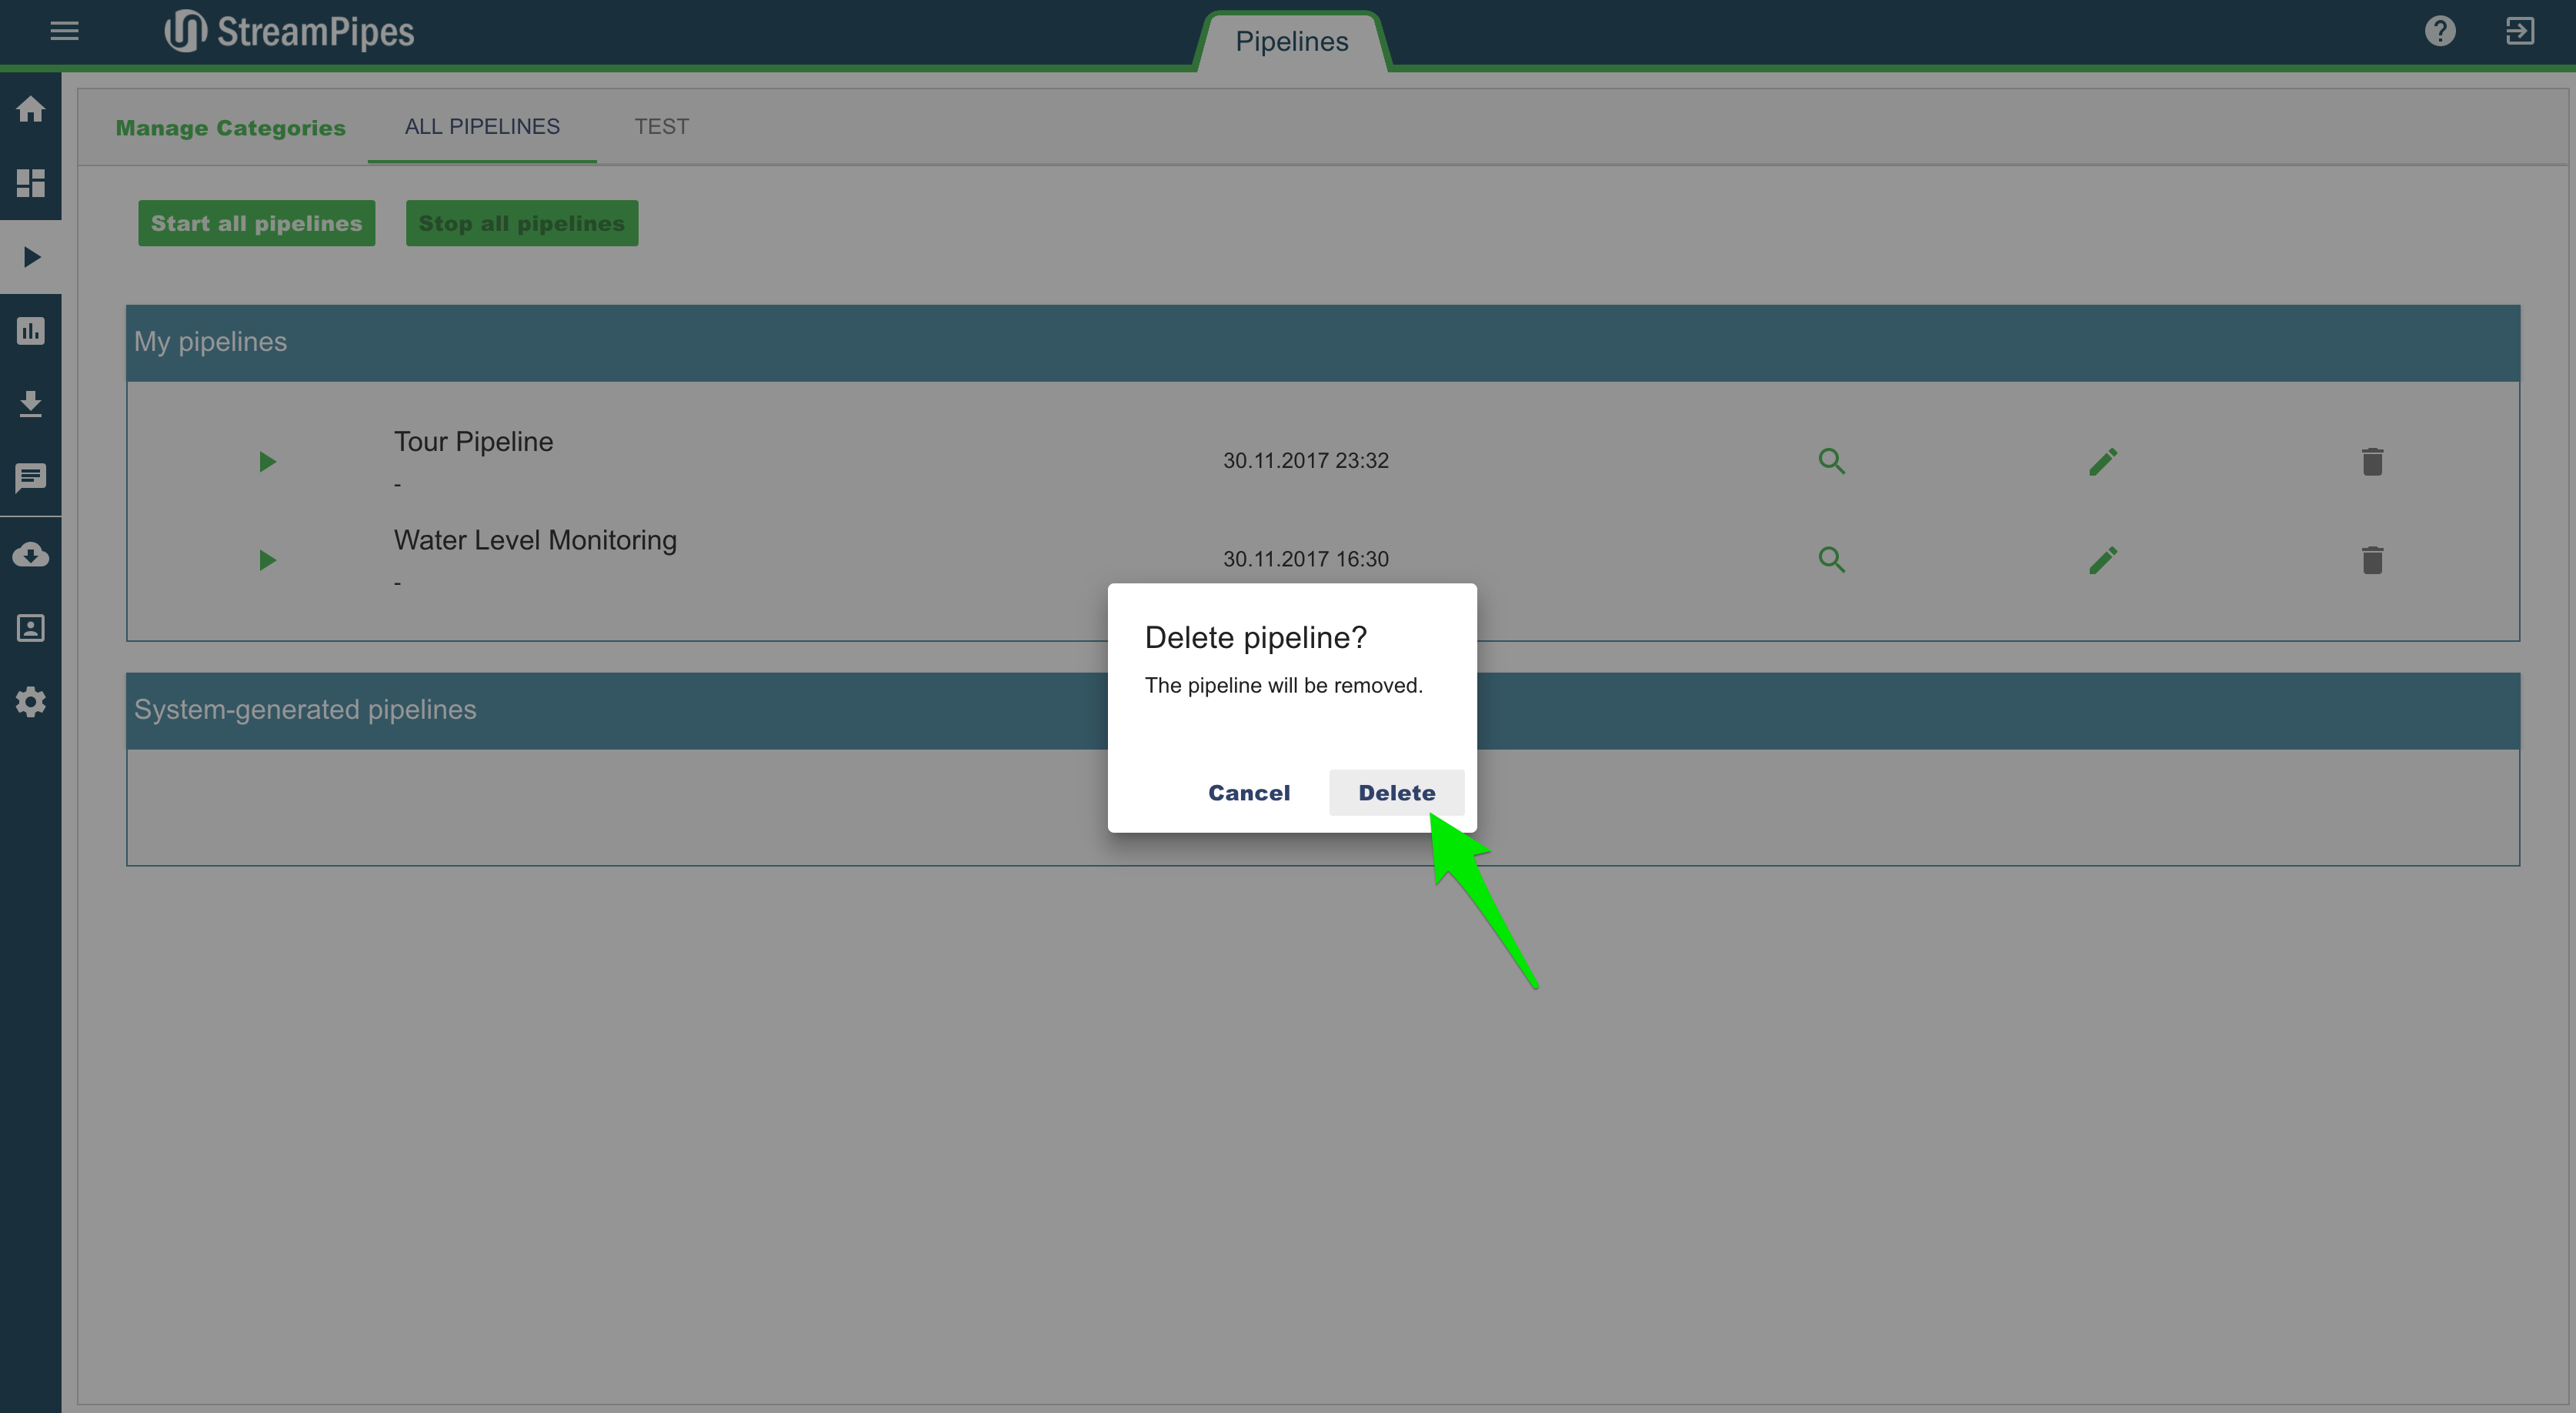 StreamPipes
Pipelines
Manage Categories
ALL PIPELINES
TEST
Start all pipelines
Stop all pipelines
My pipelines
Tour Pipeline
-
30.11.2017 23:32
Water Level Monitoring
-
30.11.2017 16:30
System-generated pipelines
Delete pipeline?
The pipeline will be removed.
Cancel
Delete